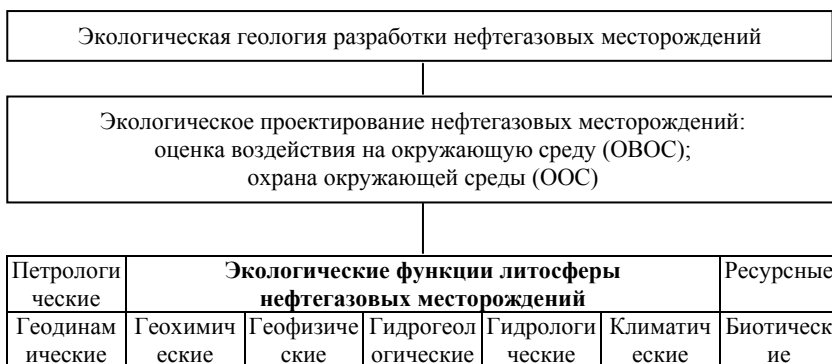 Экологическая геология разработки нефтегазовых месторождений
Экологическое проектирование нефтегазовых месторождений:
оценка воздействия на окружающую среду (ОВОС);
охрана окружающей среды (ООС)
Петрологи Экологические функции литосферы Ресурсные
ческие нефтегазовых месторождений
Геодинам Геохимич Геофизиче Гидрогеол Гидрологи Климатич Биотическ
ические еские ские огические ческие еские ие